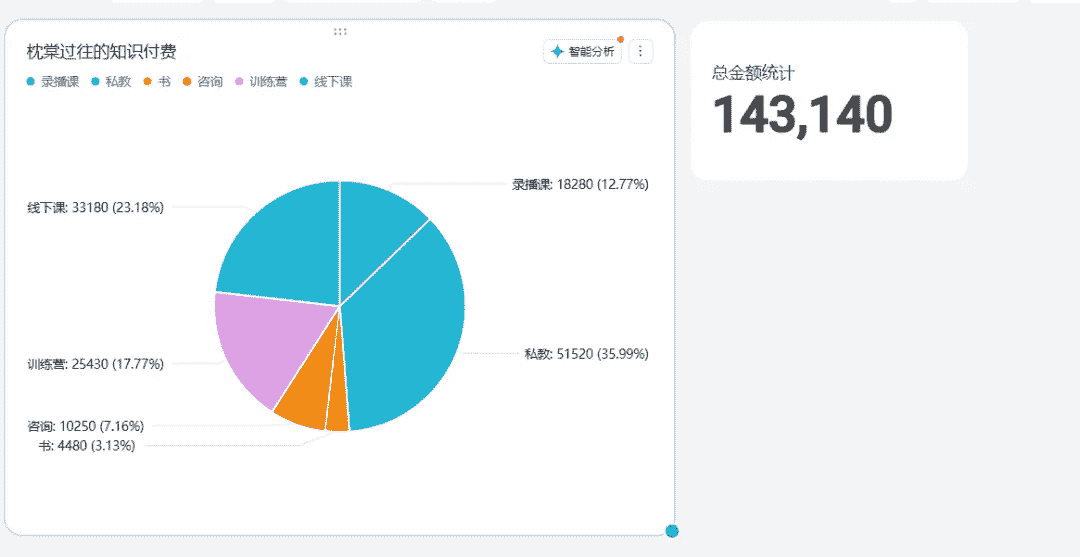 枕棠过往的知识付费
智能分析
录播课 私教 书 咨询 训练营 线下课
录播课: 18280 (12.77%)
线下课: 33180 (23.18%)
私教: 51520 (35.99%)
训练营: 25430 (17.77%)
咨询: 10250 (7.16%)
书: 4480 (3.13%)
总金额统计
143,140